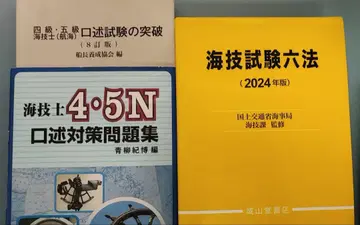 四級・五級
海技士(航海)
口述試験の突破
(8訂版)
船長養成協会 編
海技士4・5N
口述対策問題集
青柳紀博 編
海技試験六法
(2024年版)
国土交通省海事局
海技課 監修
成山堂書店